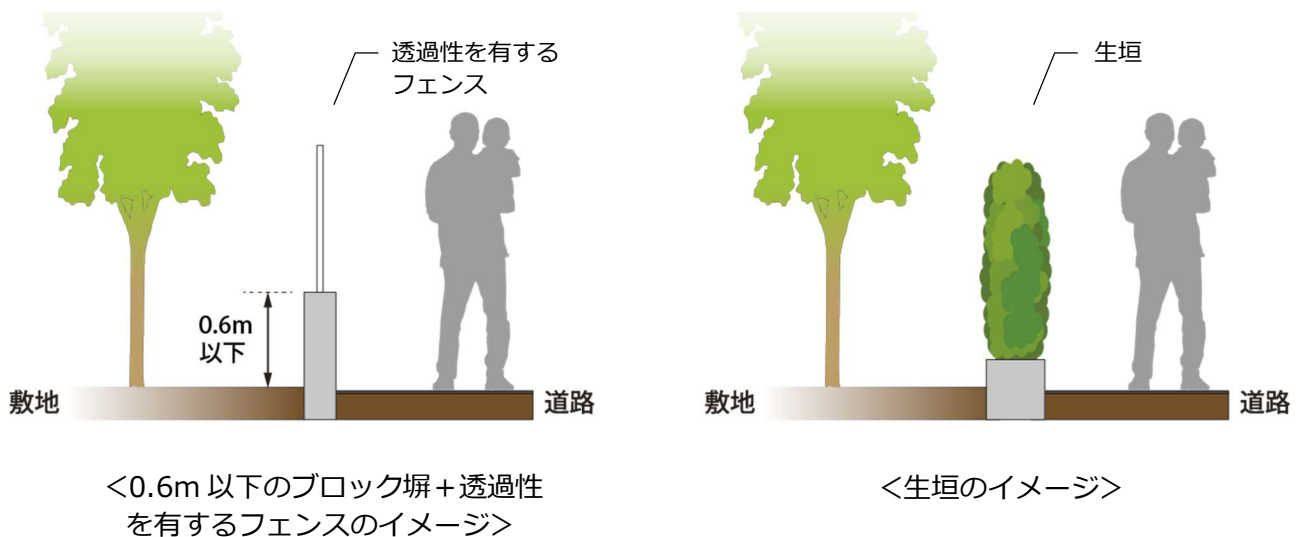 透過性を有する
フェンス
0.6m
以下
敷地
道路
<0.6m 以下のブロック塀+透過性
を有するフェンスのイメージ>
生垣
敷地
道路
<生垣のイメージ>